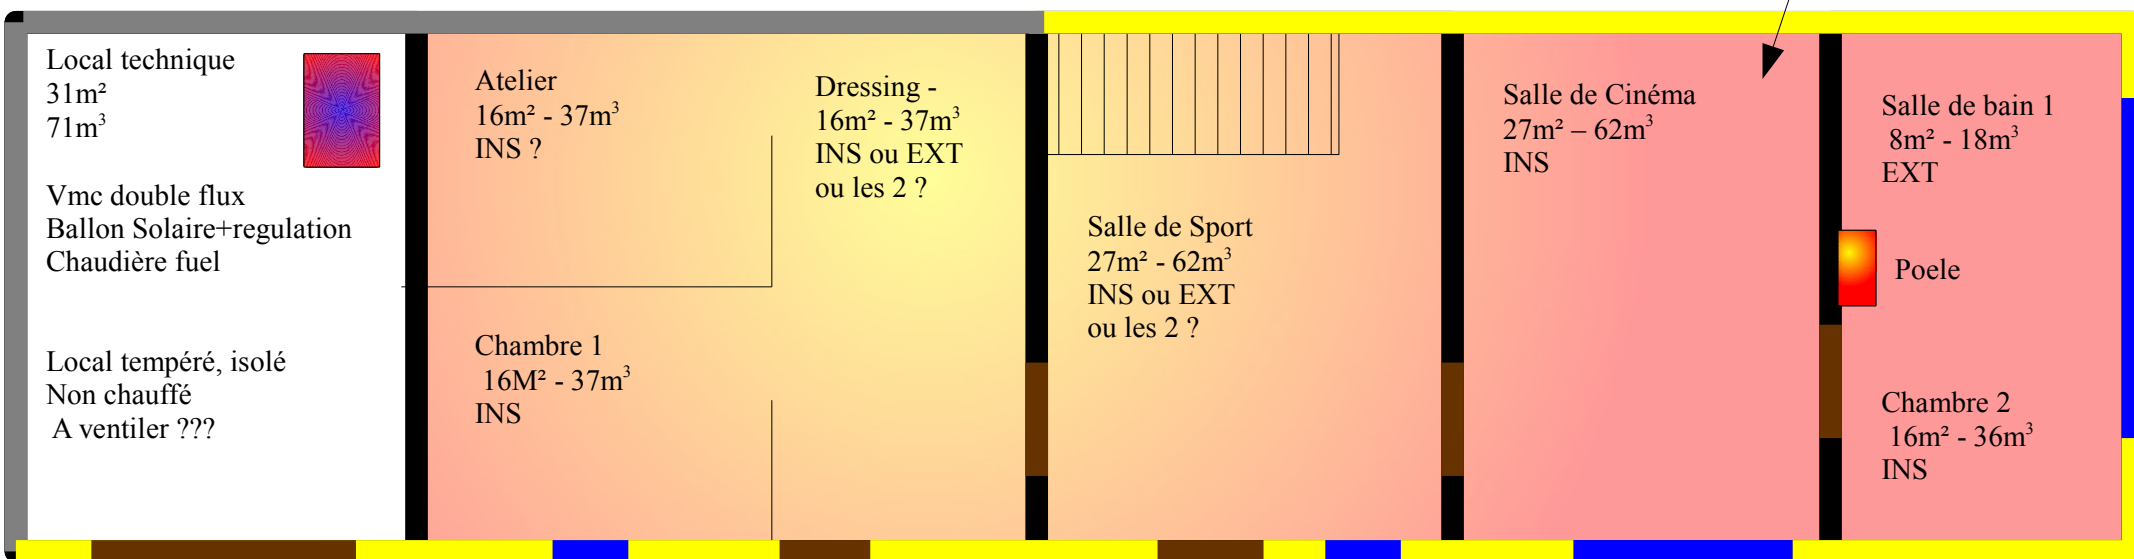 Local technique
31m²
71m³
Vmc double flux
Ballon Solaire+regulation
Chaudière fuel
Local tempéré, isolé
Non chauffé
A ventiler ???
Atelier
16m² - 37m³
INS ?
Chambre 1
16M² - 37m³
INS
Dressing -
16m² - 37m³
INS ou EXT
ou les 2 ?
Salle de Sport
27m² - 62m³
INS ou EXT
ou les 2 ?
Salle de Cinéma
27m² – 62m³
INS
Salle de bain 1
8m² - 18m³
EXT
Poele
Chambre 2
16m² - 36m³
INS